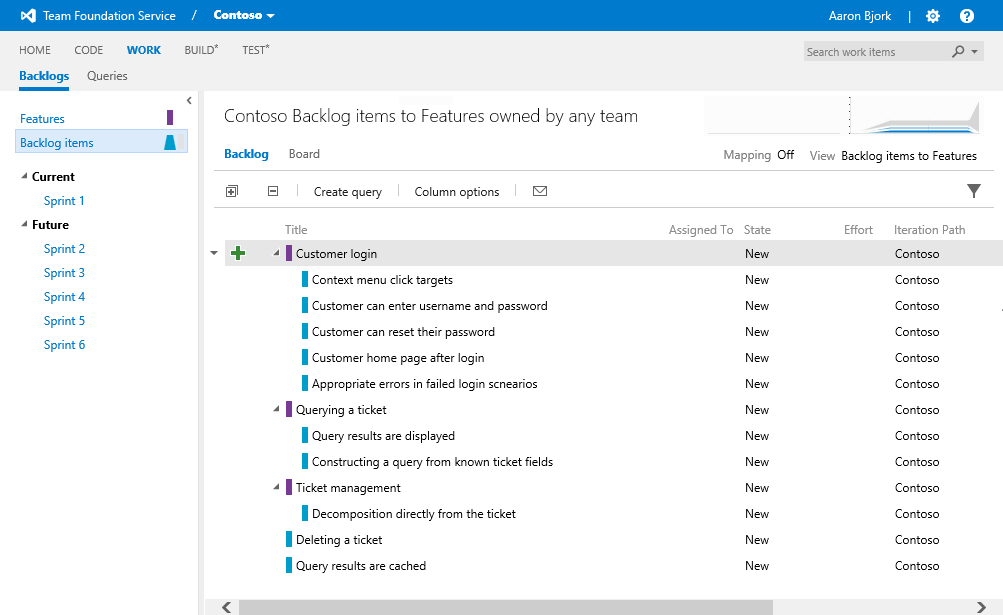 Team Foundation Service / Contoso Aaron Bjork |
HOME CODE WORK BUILD* TEST* Search work items
Backlogs Queries
Features
Backlog items
Current
Sprint 1
Future
Sprint 2
Sprint 3
Sprint 4
Sprint 5
Sprint 6
Contoso Backlog items to Features owned by any team
Backlog Board Mapping Off View Backlog items to Features
Create query Column options
Title Assigned To State Effort Iteration Path
Customer login New Contoso
Context menu click targets New Contoso
Customer can enter username and password New Contoso
Customer can reset their password New Contoso
Customer home page after login New Contoso
Appropriate errors in failed login scnearios New Contoso
Querying a ticket New Contoso
Query results are displayed New Contoso
Constructing a query from known ticket fields New Contoso
Ticket management New Contoso
Decomposition directly from the ticket New Contoso
Deleting a ticket New Contoso
Query results are cached New Contoso